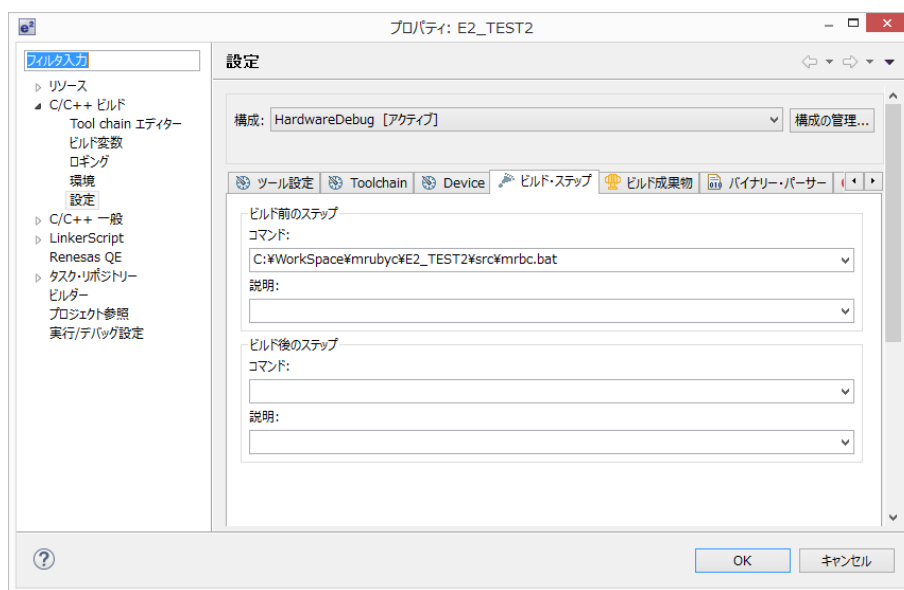 e²
プロパティ: E2_TEST2
フィルタ入力
リソース
C/C++ ビルド
Tool chain エディター
ビルド変数
ロギング
環境
設定
C/C++ 一般
LinkerScript
Renesas QE
タスク・リポジトリー
ビルダー
プロジェクト参照
実行/デバッグ設定
設定
構成: HardwareDebug [アクティブ] 構成の管理...
ツール設定 Toolchain Device ビルド・ステップ ビルド成果物 バイナリー・パーサー
ビルド前のステップ
コマンド:
C:¥WorkSpace¥mrubyc¥E2_TEST2¥src¥mrbc.bat
説明:
ビルド後のステップ
コマンド:
説明:
OK キャンセル